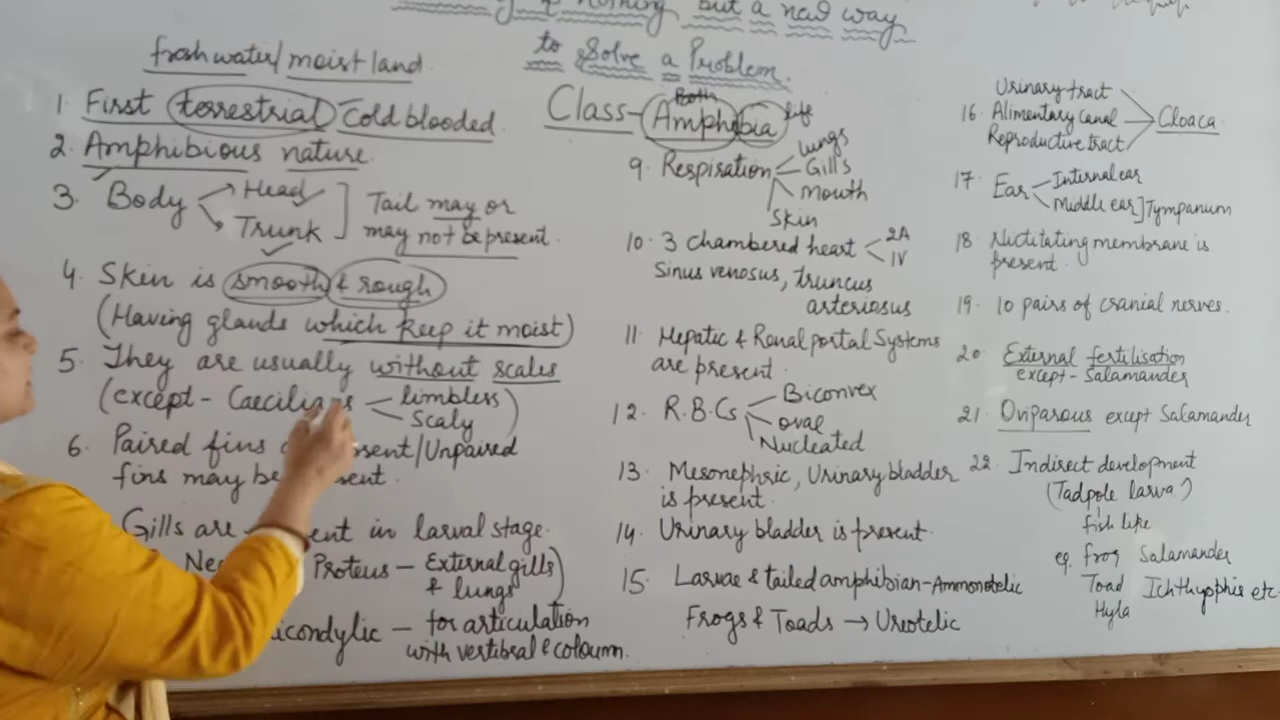 but a new way
to Solve a Problem.
fresh water/moist land
Class - Amphibia
Both
life
1. First terrestrial Cold blooded.
2. Amphibious nature.
3. Body Head
Trunk
Tail may or
may not be present.
4. Skin is smooth & rough
(Having glands which keep it moist)
5. They are usually without scales
(except - Caecilians - limbless
Scaly)
6. Paired fins /Unpaired
fins may be
Gills are in larval stage.
Proteus - External gills
& lungs)
icondylic - for articulation
with vertebral coloumn.
9. Respiration Lungs
Gills
Mouth
Skin
10. 3 chambered heart 2A
1V
Sinus venosus, truncus
arteriosus
11. Hepatic & Renal portal Systems
are present.
12. R.B.Cs Biconvex
oval
Nucleated
13. Mesonephric, Urinary bladder
is present.
14. Urinary bladder is present.
15. Larvae & tailed amphibian - Ammonotelic
Frogs & Toads → Ureotelic
16. Urinary tract
Alimentary canal
Reproductive tract
Cloaca
17. Ear Internal ear
Middle ear] Tympanum
18. Nictitating membrane is
present.
19. 10 pairs of cranial nerves.
20. External fertilisation
except - Salamanders
21. Oviparous except Salamander
22. Indirect development
(Tadpole larva)
fish like
eg. frog Salamander
Toad Ichthyophis etc.
Hyla